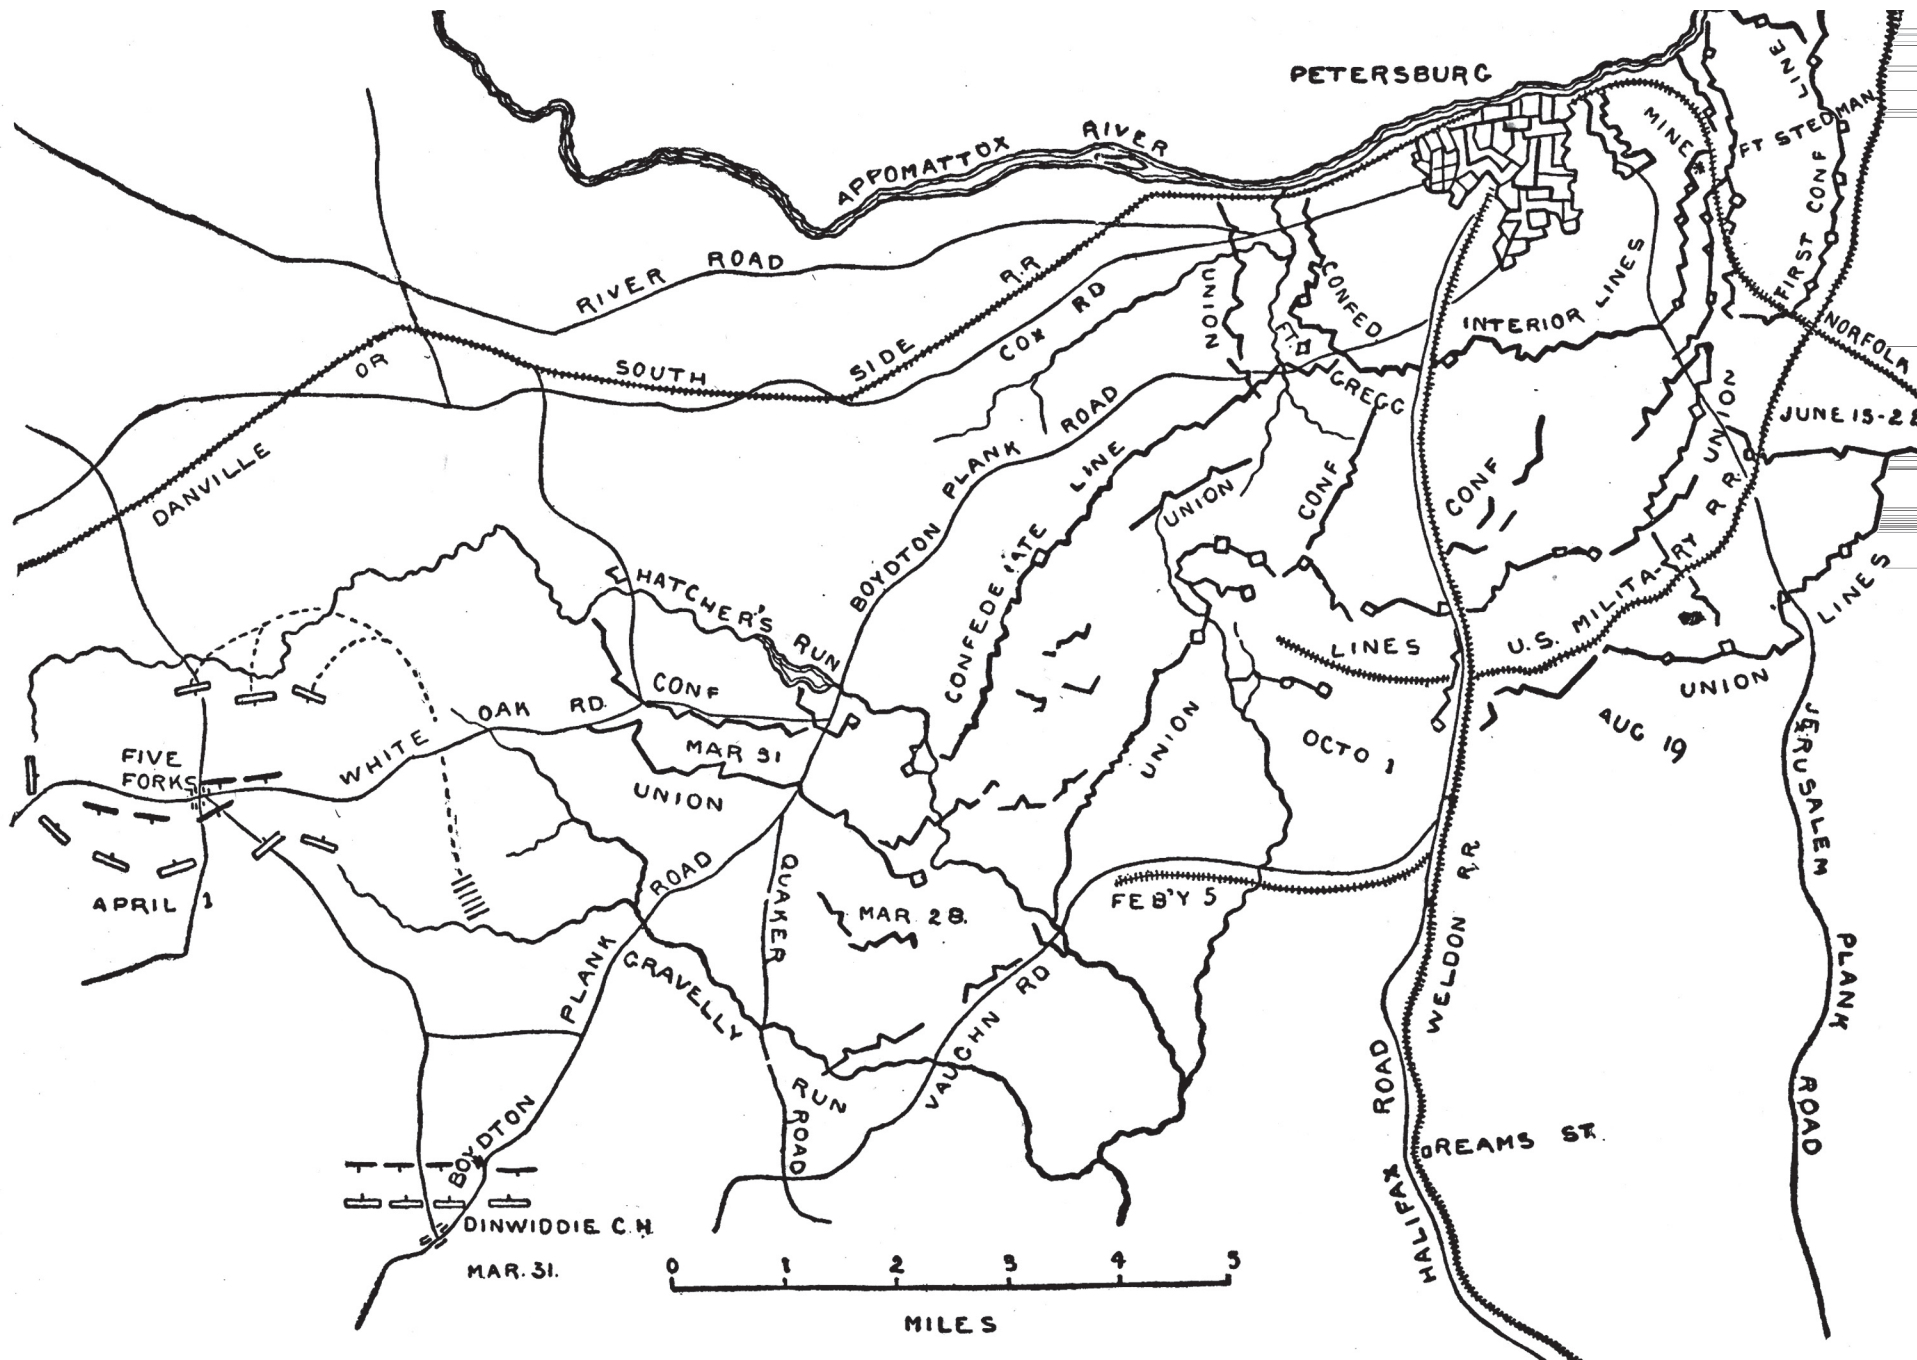 PETERSBURG
LINE
MINE
FT STEDMAN
APPOMATTOX RIVER
FIRST CONF
RIVER ROAD
SOUTH SIDE R.R
DANVILLE OR
COX RD
UNION
CONFED.
FT. GREGG
INTERIOR LINES
NORFOLK
JUNE 15-2
UNION
BOYDTON PLANK ROAD
CONFEDERATE LINE
UNION
CONF
CONF
U.S. MILITA-RY R R.
LINES
HATCHER'S RUN
LINES
UNION
AUG 19
OCTO 1
UNION
WHITE OAK RD.
CONF
MAR 31
UNION
FIVE
FORKS
APRIL 1
BOYDTON PLANK ROAD
QUAKER ROAD
MAR 28.
FEB'Y 5
GRAVELLY RUN
VAUGHN RD
WELDON R.R.
HALIFAX ROAD
JERUSALEM PLANK ROAD
REAMS ST.
DINWIDDIE C.H.
MAR. 31.
0 1 2 3 4 5
MILES